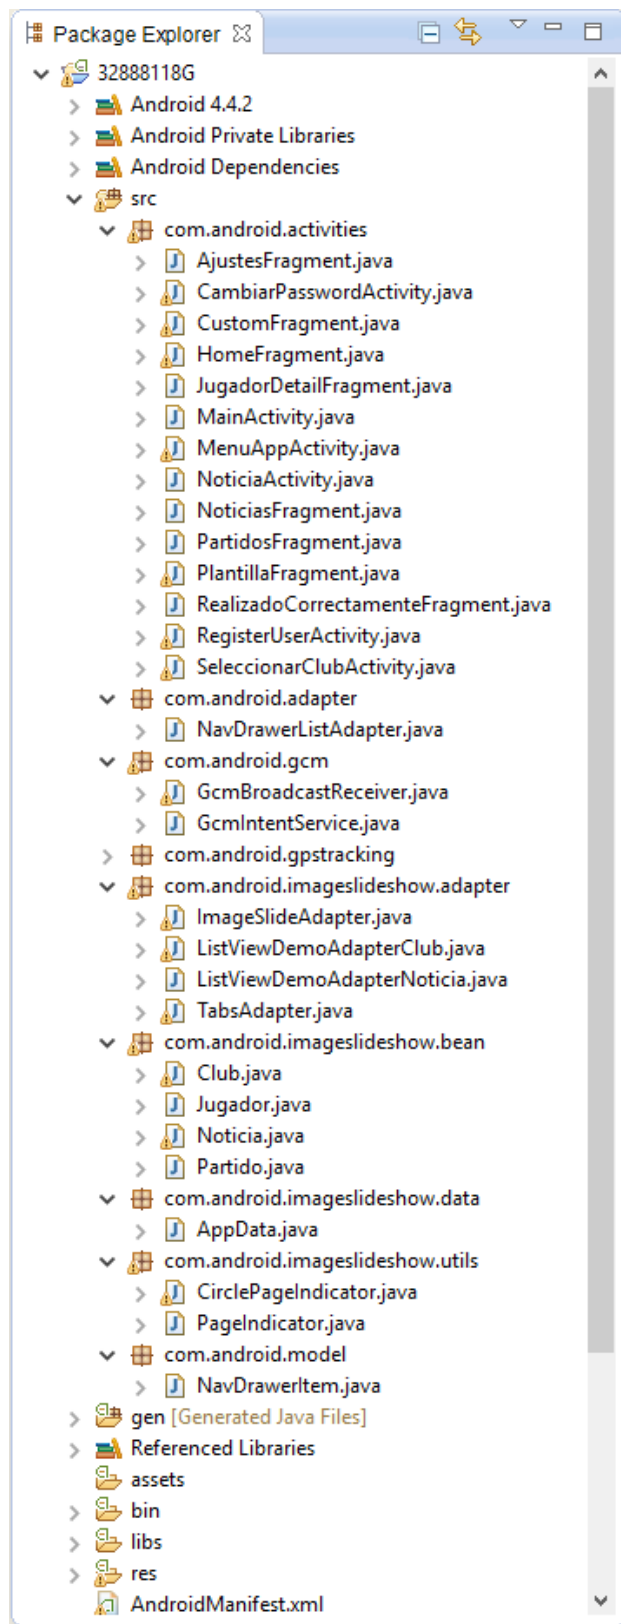 Package Explorer
32888118G
Android 4.4.2
Android Private Libraries
Android Dependencies
src
com.android.activities
AjustesFragment.java
CambiarPasswordActivity.java
CustomFragment.java
HomeFragment.java
JugadorDetailFragment.java
MainActivity.java
MenuAppActivity.java
NoticiaActivity.java
NoticiasFragment.java
PartidosFragment.java
PlantillaFragment.java
RealizadoCorrectamenteFragment.java
RegisterUserActivity.java
SeleccionarClubActivity.java
com.android.adapter
NavDrawerListAdapter.java
com.android.gcm
GcmBroadcastReceiver.java
GcmIntentService.java
com.android.gpstracking
com.android.imageslideshow.adapter
ImageSlideAdapter.java
ListViewDemoAdapterClub.java
ListViewDemoAdapterNoticia.java
TabsAdapter.java
com.android.imageslideshow.bean
Club.java
Jugador.java
Noticia.java
Partido.java
com.android.imageslideshow.data
AppData.java
com.android.imageslideshow.utils
CirclePageIndicator.java
PageIndicator.java
com.android.model
NavDrawerItem.java
gen [Generated Java Files]
Referenced Libraries
assets
bin
libs
res
AndroidManifest.xml